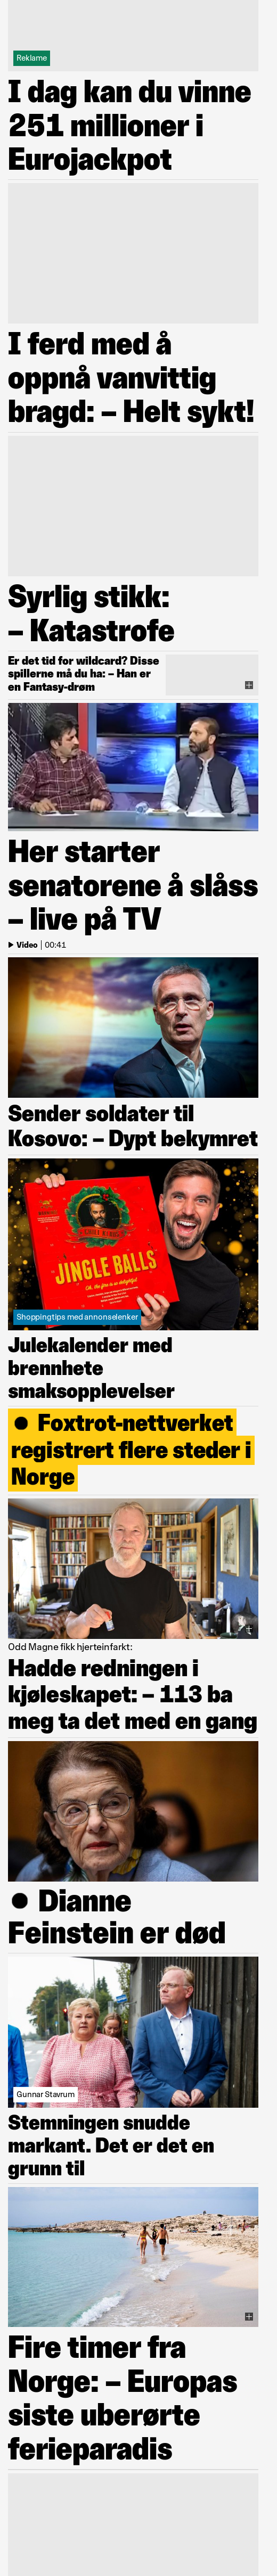 Reklame
I dag kan du vinne
251 millioner i
Eurojackpot
I ferd med å
oppnå vanvittig
bragd: – Helt sykt!
Syrlig stikk:
– Katastrofe
Er det tid for wildcard? Disse
spillerne må du ha: – Han er
en Fantasy-drøm
Her starter
senatorene å slåss
– live på TV
Video | 00:41
Sender soldater til
Kosovo: – Dypt bekymret
JINGLE BALLS
Shoppingtips med annonselenker
Julekalender med
brennhete
smaksopplevelser
● Foxtrot-nettverket
registrert flere steder i
Norge
Odd Magne fikk hjerteinfarkt:
Hadde redningen i
kjøleskapet: – 113 ba
meg ta det med en gang
● Dianne
Feinstein er død
Gunnar Stavrum
Stemningen snudde
markant. Det er det en
grunn til
Fire timer fra
Norge: – Europas
siste uberørte
ferieparadis